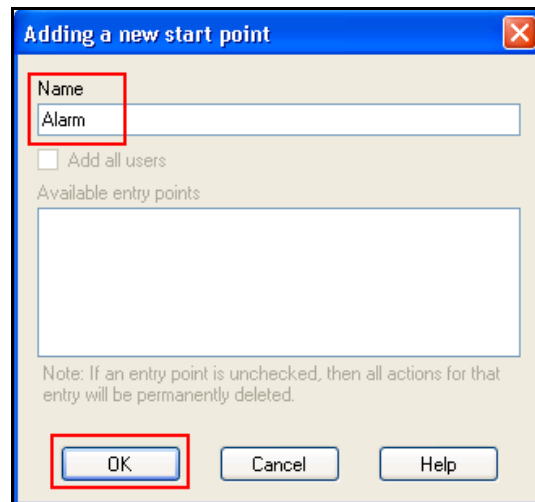 Adding a new start point
Name
Alarm
Add all users
Available entry points
Note: If an entry point is unchecked, then all actions for that
entry will be permanently deleted.
OK Cancel Help